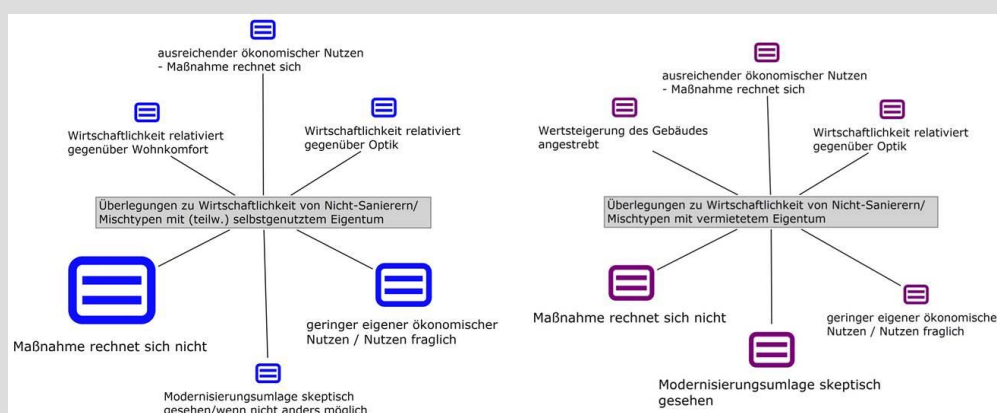 ausreichender ökonomischer Nutzen
- Maßnahme rechnet sich
Wirtschaftlichkeit relativiert
gegenüber Wohnkomfort
Wirtschaftlichkeit relativiert
gegenüber Optik
Überlegungen zu Wirtschaftlichkeit von Nicht-Sanierern/
Mischtypen mit (teilw.) selbstgenutztem Eigentum
Maßnahme rechnet sich nicht
geringer eigener ökonomischer
Nutzen / Nutzen fraglich
Modernisierungsumlage skeptisch
gesehen/wenn nicht anders möglich
ausreichender ökonomischer Nutzen
- Maßnahme rechnet sich
Wertsteigerung des Gebäudes
angestrebt
Wirtschaftlichkeit relativiert
gegenüber Optik
Überlegungen zu Wirtschaftlichkeit von Nicht-Sanierern/
Mischtypen mit vermietetem Eigentum
Maßnahme rechnet sich nicht
geringer eigener ökonomische
Nutzen / Nutzen fraglich
Modernisierungsumlage skeptisch
gesehen